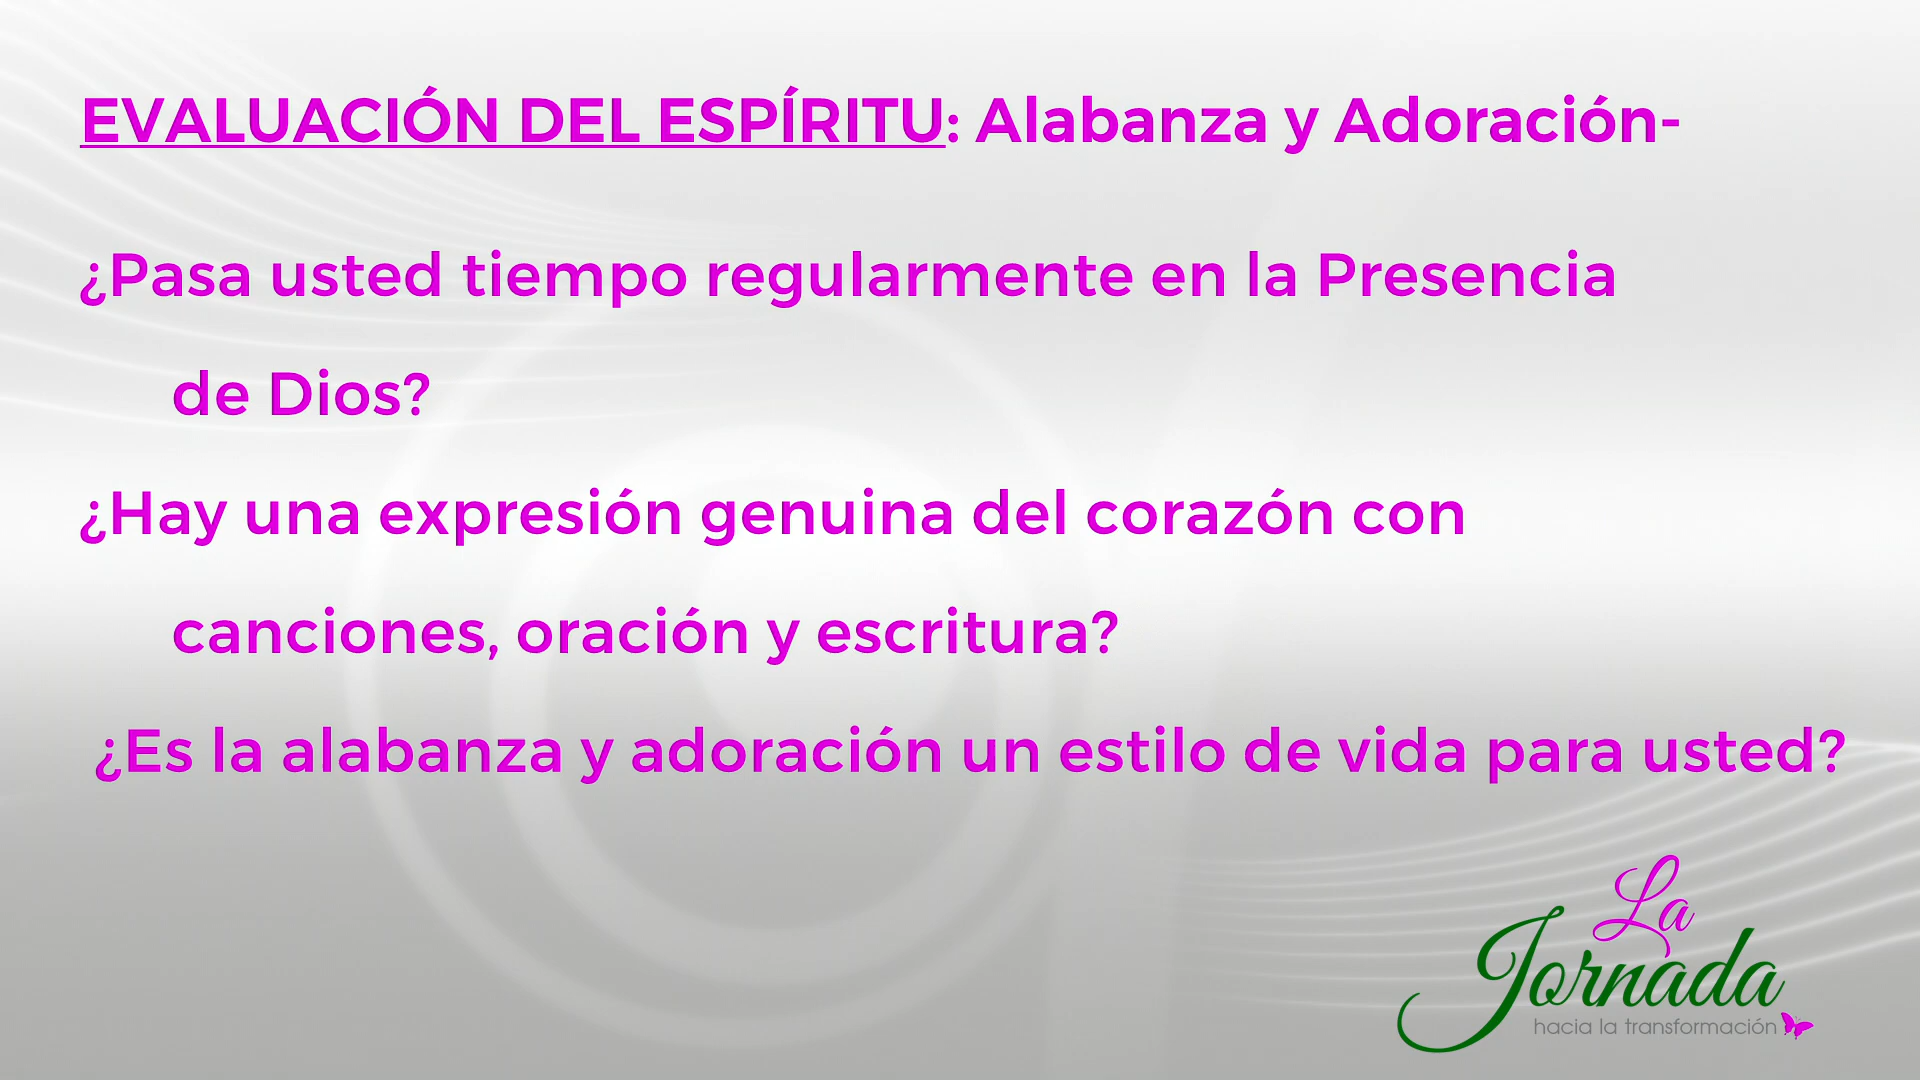 EVALUACIÓN DEL ESPÍRITU: Alabanza y Adoración-
¿Pasa usted tiempo regularmente en la Presencia
de Dios?
¿Hay una expresión genuina del corazón con
canciones, oración y escritura?
¿Es la alabanza y adoración un estilo de vida para usted?
La
Jornada
hacia la transformación